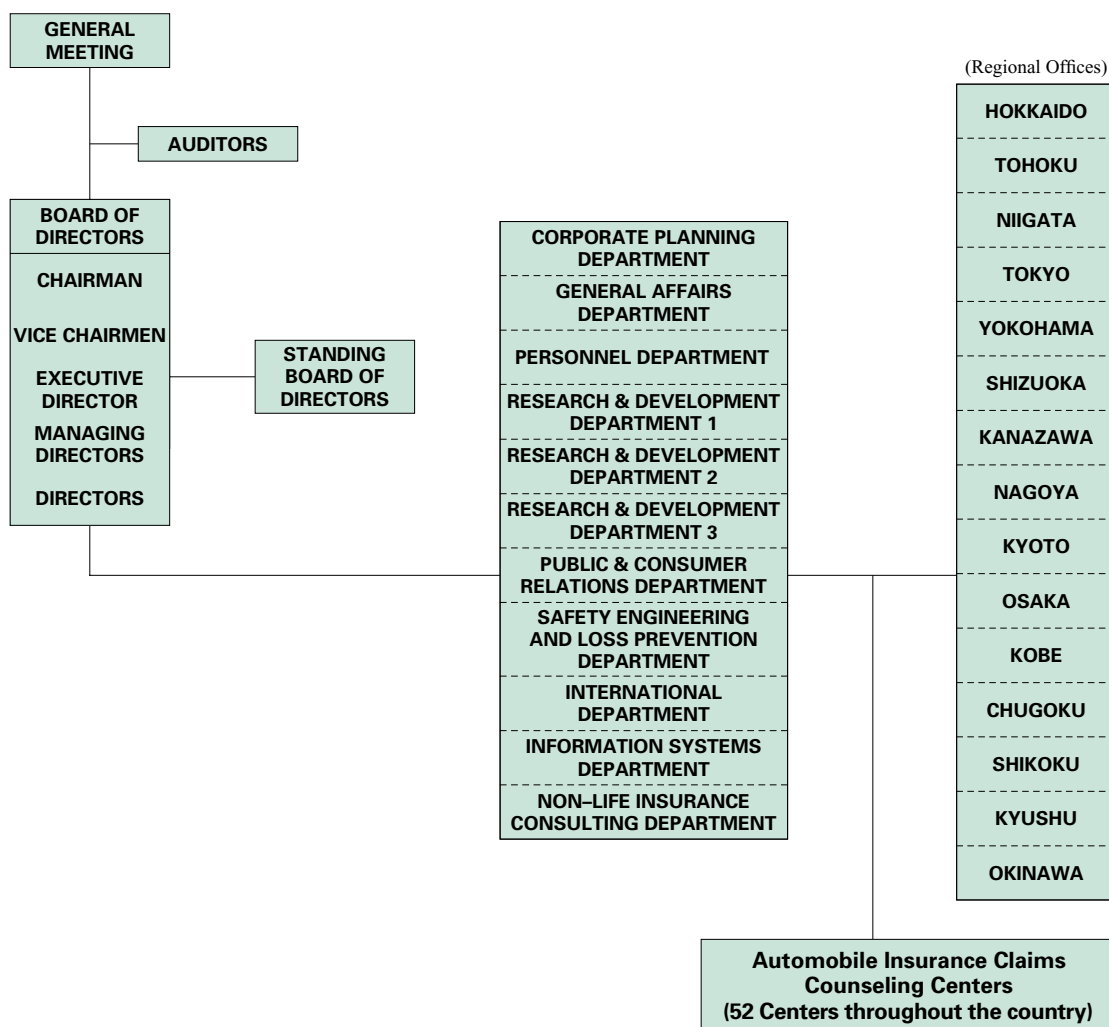 GENERAL
MEETING
AUDITORS
BOARD OF
DIRECTORS
CHAIRMAN
VICE CHAIRMEN
EXECUTIVE
DIRECTOR
MANAGING
DIRECTORS
DIRECTORS
STANDING
BOARD OF
DIRECTORS
CORPORATE PLANNING
DEPARTMENT
GENERAL AFFAIRS
DEPARTMENT
PERSONNEL DEPARTMENT
RESEARCH & DEVELOPMENT
DEPARTMENT 1
RESEARCH & DEVELOPMENT
DEPARTMENT 2
RESEARCH & DEVELOPMENT
DEPARTMENT 3
PUBLIC & CONSUMER
RELATIONS DEPARTMENT
SAFETY ENGINEERING
AND LOSS PREVENTION
DEPARTMENT
INTERNATIONAL
DEPARTMENT
INFORMATION SYSTEMS
DEPARTMENT
NON–LIFE INSURANCE
CONSULTING DEPARTMENT
(Regional Offices)
HOKKAIDO
TOHOKU
NIIGATA
TOKYO
YOKOHAMA
SHIZUOKA
KANAZAWA
NAGOYA
KYOTO
OSAKA
KOBE
CHUGOKU
SHIKOKU
KYUSHU
OKINAWA
Automobile Insurance Claims
Counseling Centers
(52 Centers throughout the country)